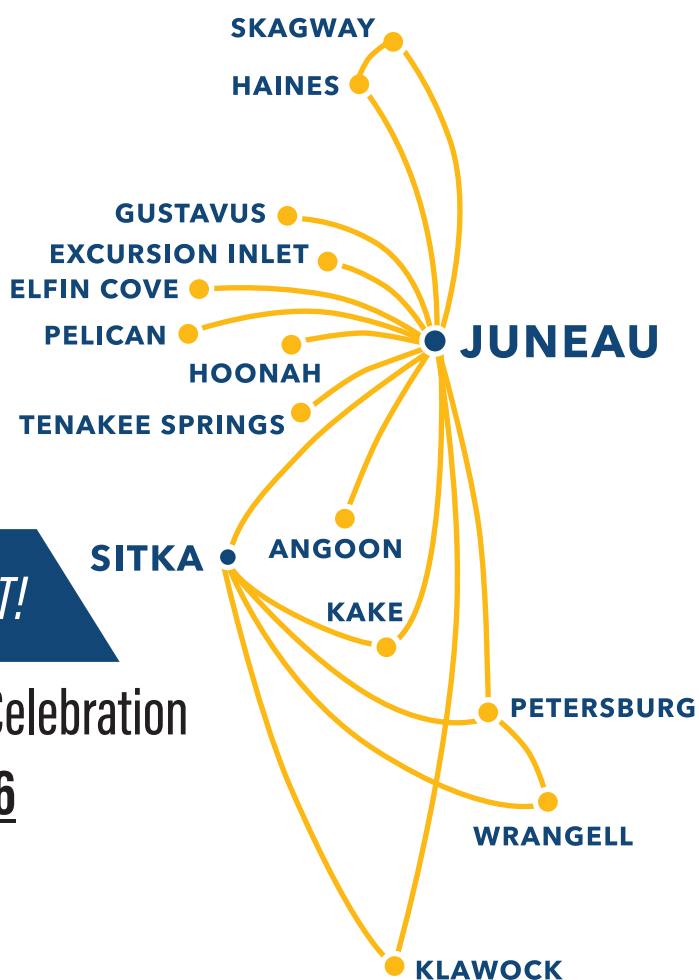 SKAGWAY
HAINES
GUSTAVUS
EXCURSION INLET
ELFIN COVE
PELICAN
JUNEAU
HOONAH
TENAKEE SPRINGS
SITKA
ANGOON
KAKE
PETERSBURG
WRANGELL
KLAWOCK
T!
Celebration
6